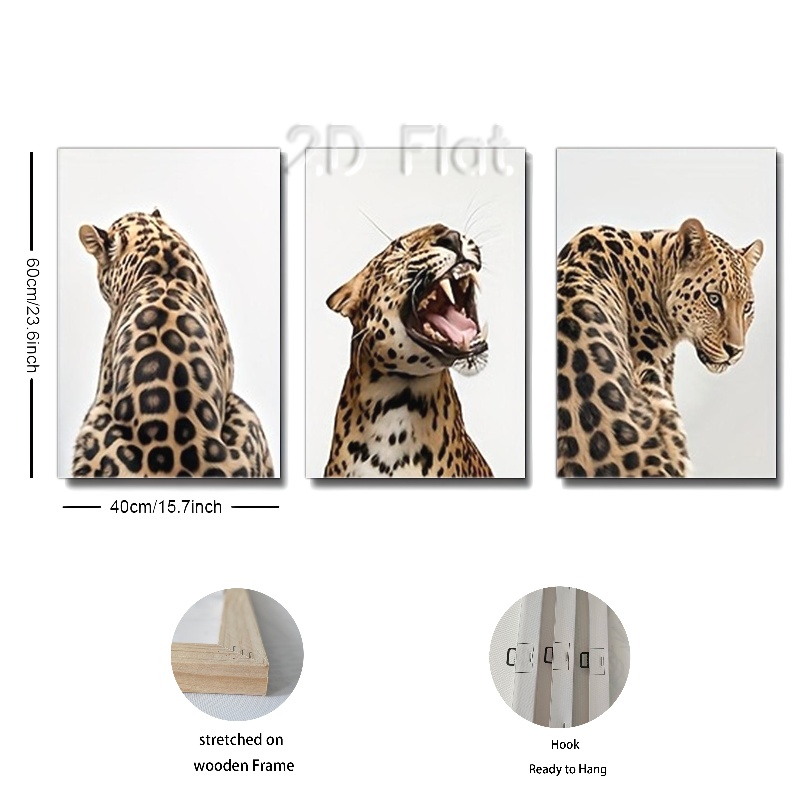 2D Flat
60cm/23.6inch
40cm/15.7inch
stretched on
wooden Frame
Hook
Ready to Hang